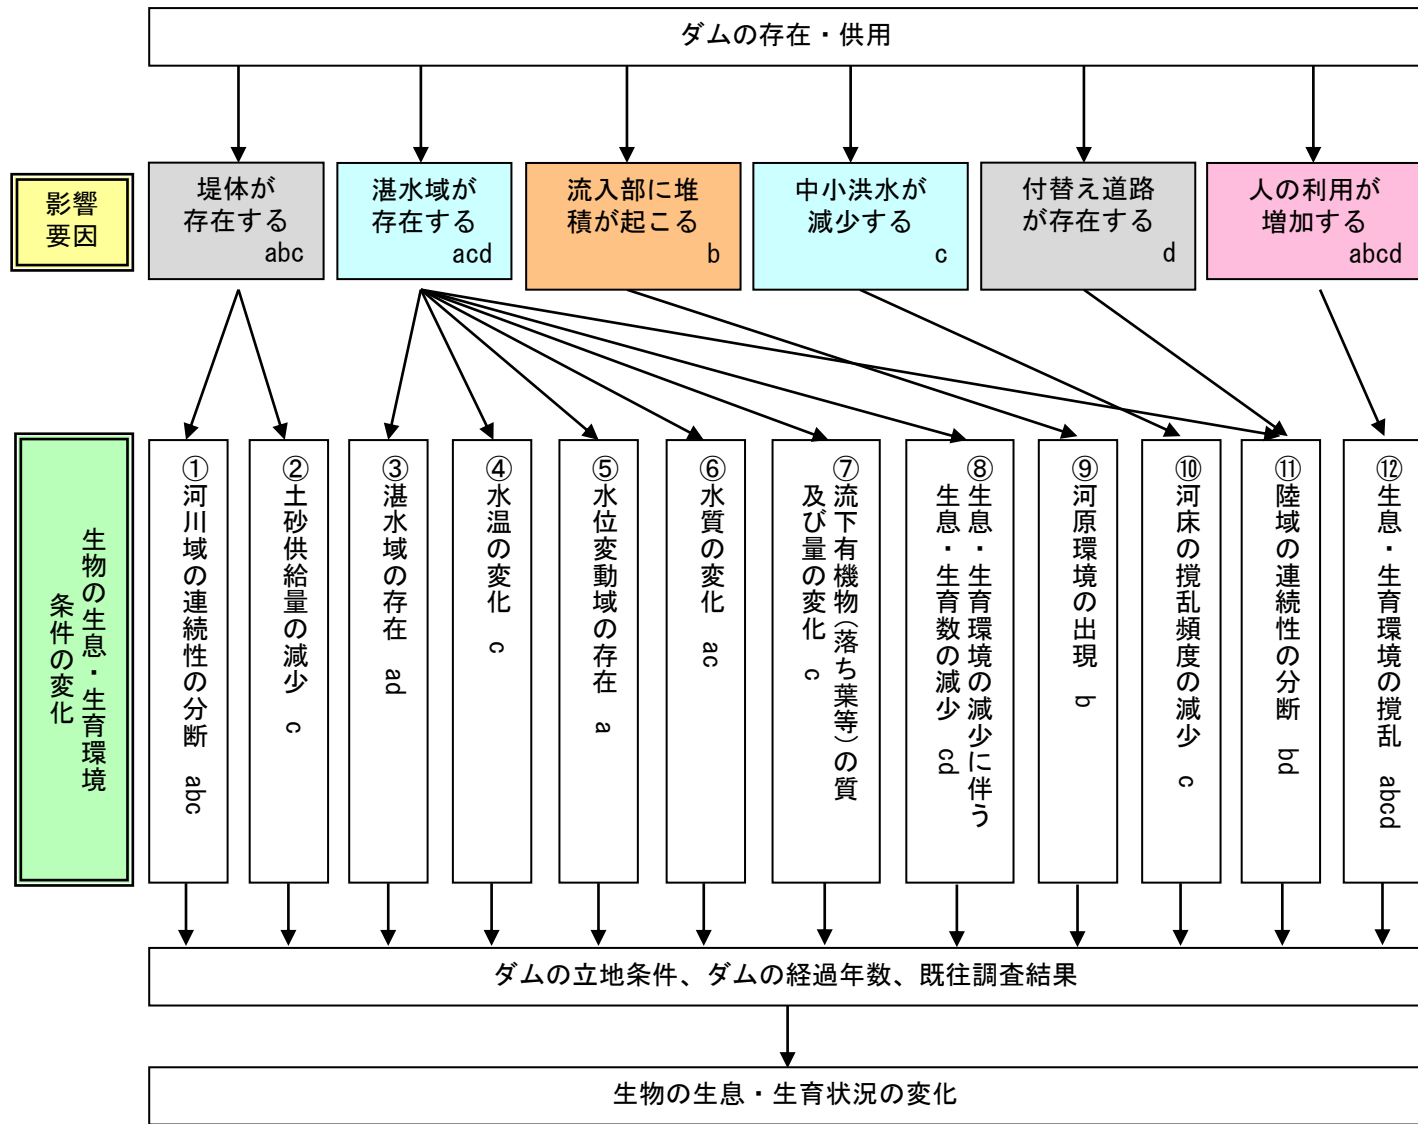 ダムの存在・供用
影響
要因
堤体が
存在する
abc
湛水域が
存在する
acd
流入部に堆
積が起こる
b
中小洪水が
減少する
c
付替え道路
が存在する
d
人の利用が
増加する
abcd
生物の生息・生育環境
条件の変化
①河川域の連続性の分断 abc
②土砂供給量の減少 c
③湛水域の存在 ad
④水温の変化 c
⑤水位変動域の存在 a
⑥水質の変化 ac
⑦流下有機物(落ち葉等)の質
及び量の変化 c
⑧生息・生育環境の減少に伴う
生息・生育数の減少 cd
⑨河原環境の出現 b
⑩河床の撹乱頻度の減少 c
⑪陸域の連続性の分断 bd
⑫生息・生育環境の撹乱 abcd
ダムの立地条件、ダムの経過年数、既往調査結果
生物の生息・生育状況の変化